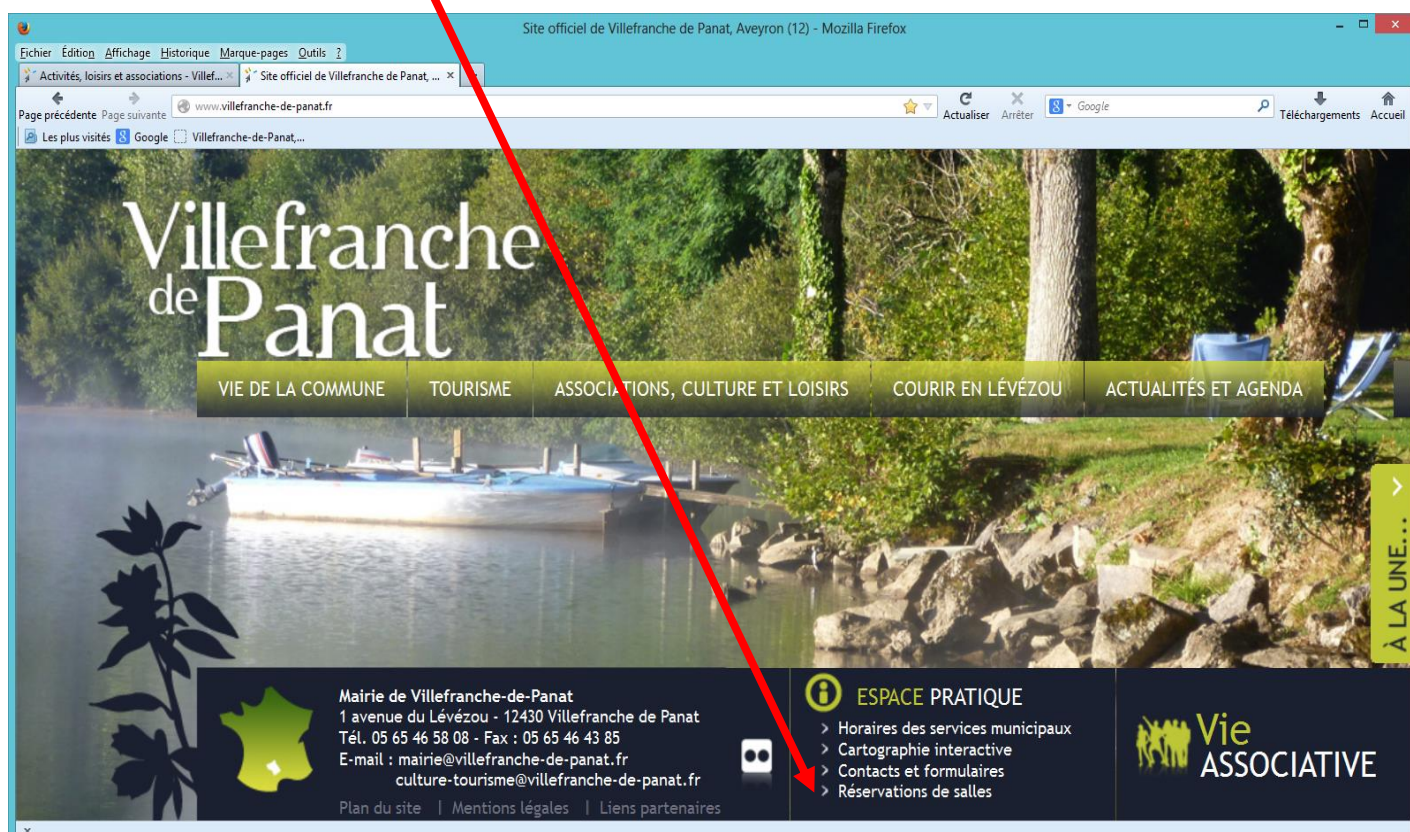 Site officiel de Villefranche de Panat, Aveyron (12) - Mozilla Firefox
Fichier Édition Affichage Historique Marque-pages Outils ?
Activités, loisirs et associations - Villef... Site officiel de Villefranche de Panat, ...
www.villefranche-de-panat.fr
Google
Page précédente Page suivante Actualiser Arrêter Téléchargements Accueil
Les plus visités Google Villefranche-de-Panat,...
Villefranche
de Panat
VIE DE LA COMMUNE TOURISME ASSOCIATIONS, CULTURE ET LOISIRS COURIR EN LÉVÉZOU ACTUALITÉS ET AGENDA
À LA UNE...
Mairie de Villefranche-de-Panat
1 avenue du Lévézou - 12430 Villefranche de Panat
Tél. 05 65 46 58 08 - Fax : 05 65 46 43 85
E-mail : mairie@villefranche-de-panat.fr
culture-tourisme@villefranche-de-panat.fr
Plan du site | Mentions légales | Liens partenaires
ESPACE PRATIQUE
> Horaires des services municipaux
> Cartographie interactive
> Contacts et formulaires
> Réservations de salles
Vie
ASSOCIATIVE